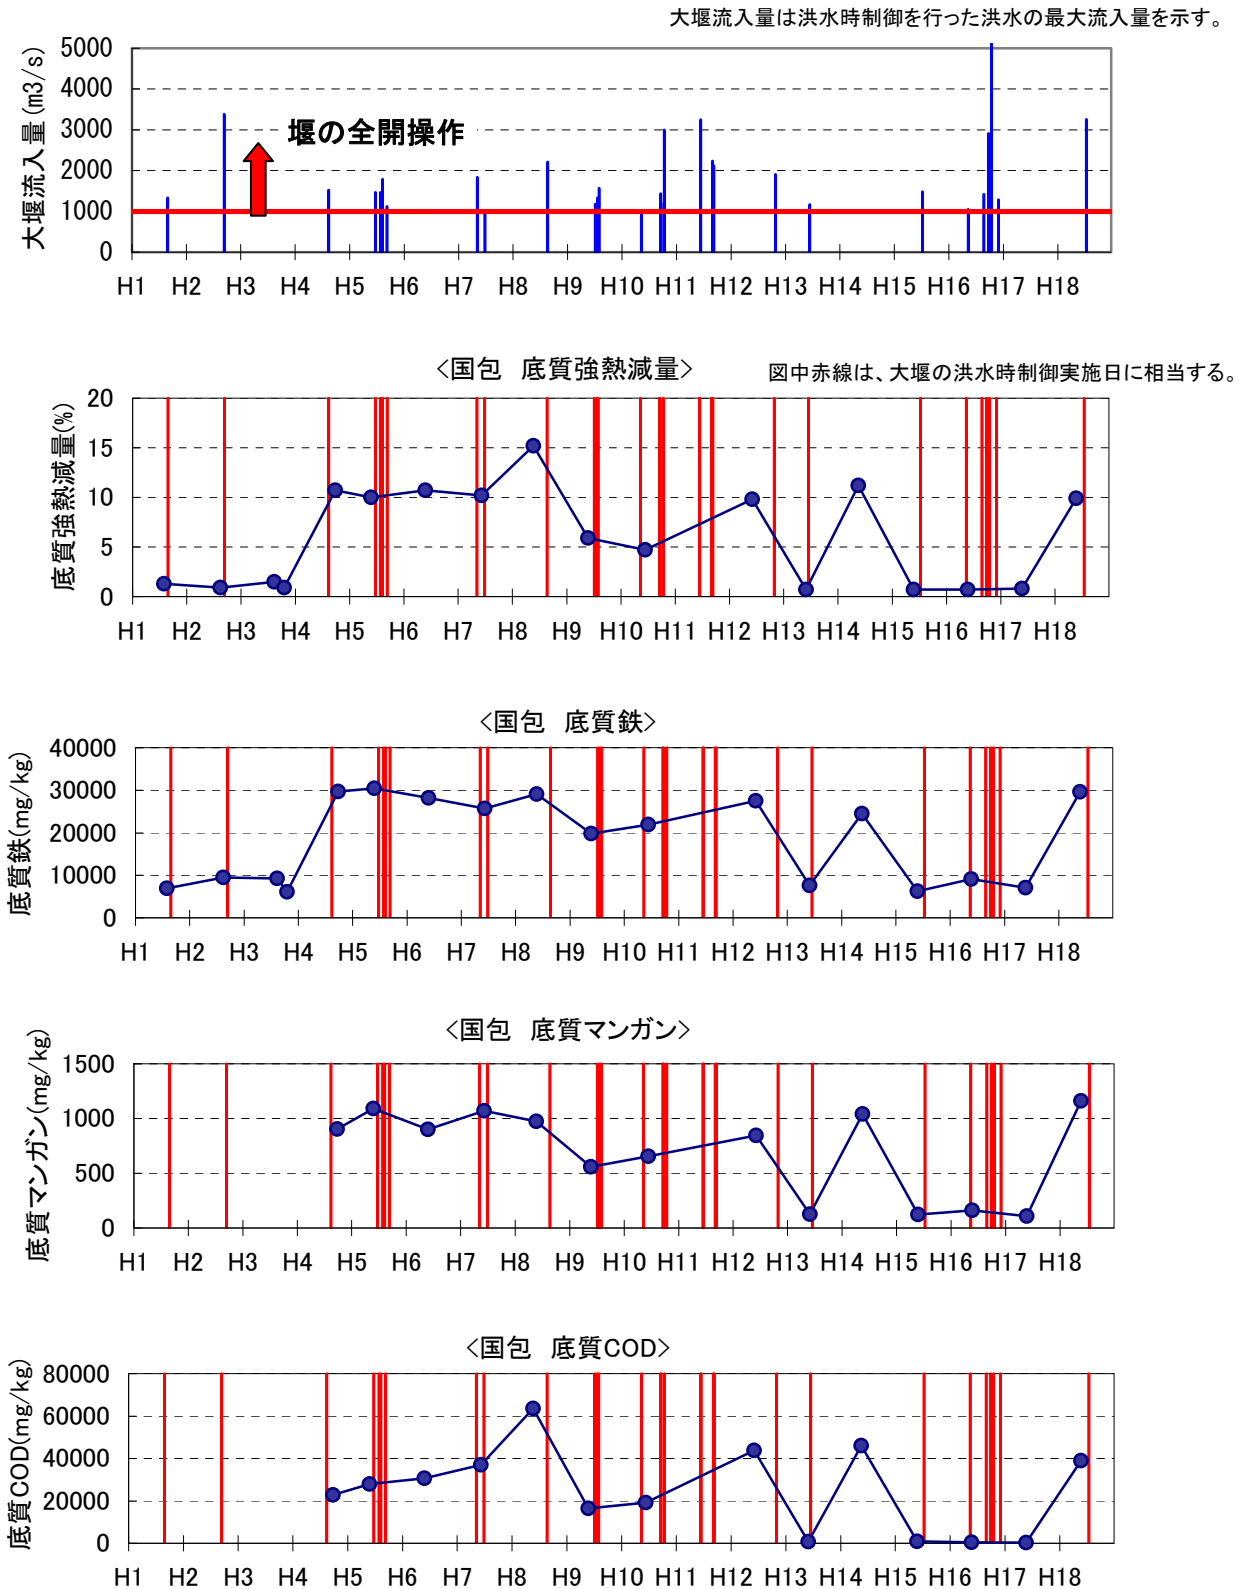 大堰流入量は洪水時制御を行った洪水の最大流入量を示す。
大堰流入量(m3/s)
5000
4000
3000
2000
1000
0
堰の全開操作
H1 H2 H3 H4 H5 H6 H7 H8 H9 H10 H11 H12 H13 H14 H15 H16 H17 H18
<国包 底質強熱減量>
図中赤線は、大堰の洪水時制御実施日に相当する。
底質強熱減量(%)
20
15
10
5
0
H1 H2 H3 H4 H5 H6 H7 H8 H9 H10 H11 H12 H13 H14 H15 H16 H17 H18
<国包 底質鉄>
底質鉄(mg/kg)
40000
30000
20000
10000
0
H1 H2 H3 H4 H5 H6 H7 H8 H9 H10 H11 H12 H13 H14 H15 H16 H17 H18
<国包 底質マンガン>
底質マンガン(mg/kg)
1500
1000
500
0
H1 H2 H3 H4 H5 H6 H7 H8 H9 H10 H11 H12 H13 H14 H15 H16 H17 H18
<国包 底質COD>
底質COD(mg/kg)
80000
60000
40000
20000
0
H1 H2 H3 H4 H5 H6 H7 H8 H9 H10 H11 H12 H13 H14 H15 H16 H17 H18